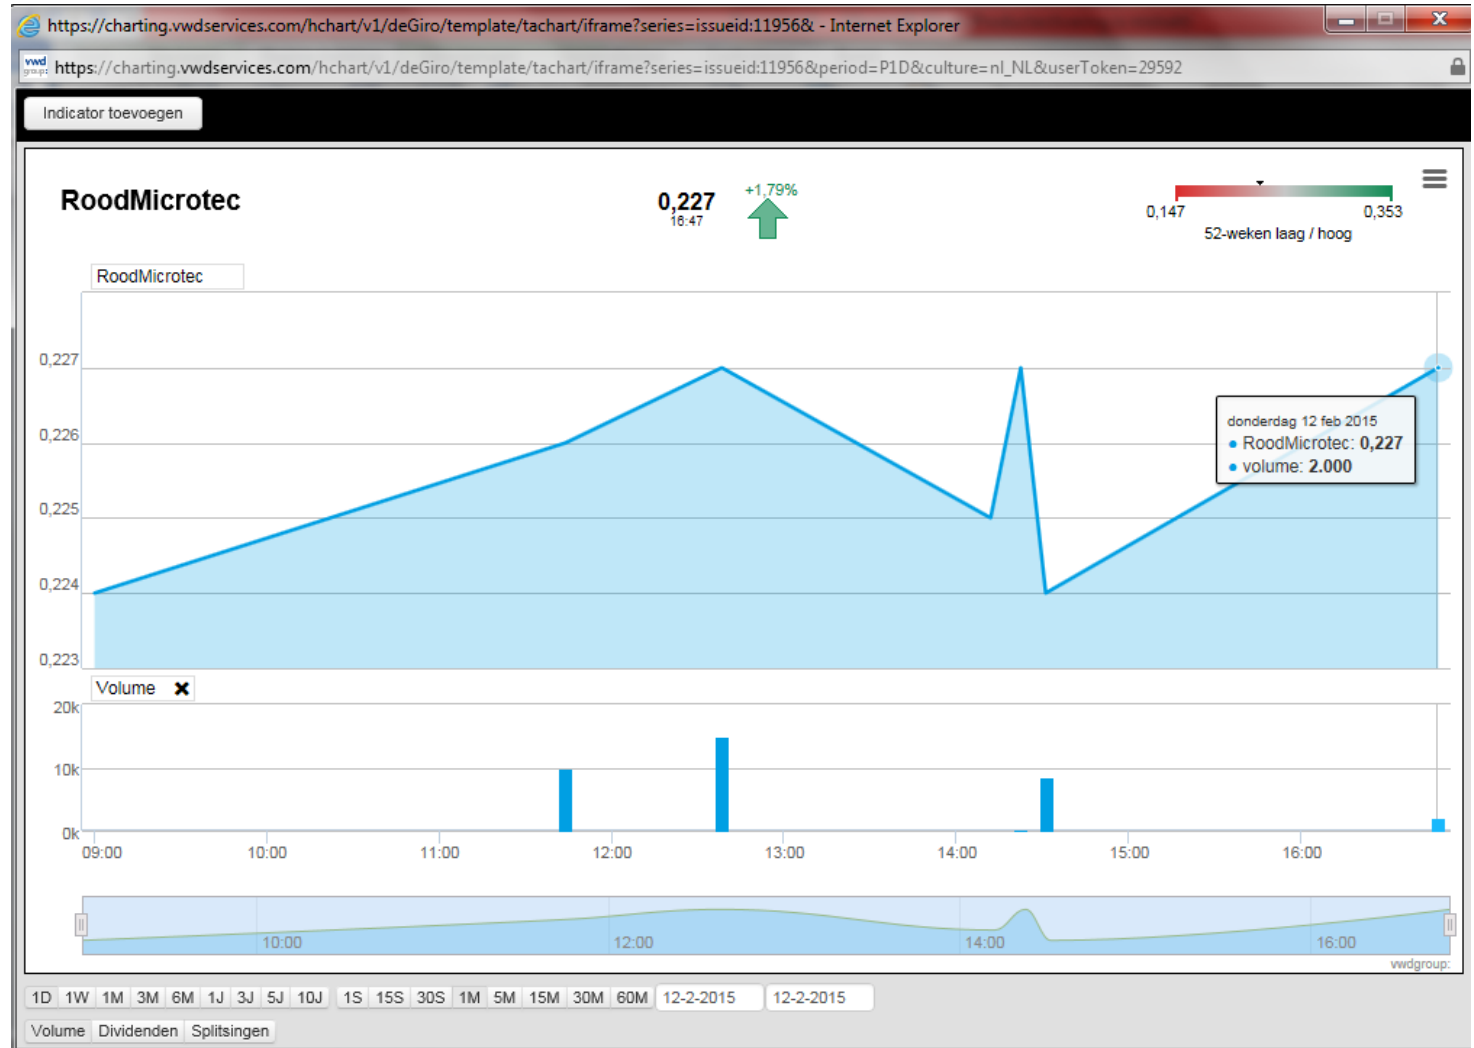 https://charting.vwdservices.com/hchart/v1/deGiro/template/tachart/iframe?series=issueid:11956& - Internet Explorer
vwd group: https://charting.vwdservices.com/hchart/v1/deGiro/template/tachart/iframe?series=issueid:11956&period=P1D&culture=nl_NL&userToken=29592
Indicator toevoegen
RoodMicrotec
0,227
16:47
+1,79%
0,147 0,353
52-weken laag / hoog
RoodMicrotec
0,227
0,226
0,225
0,224
0,223
donderdag 12 feb 2015
RoodMicrotec: 0,227
volume: 2.000
Volume
20k
10k
0k
09:00 10:00 11:00 12:00 13:00 14:00 15:00 16:00
10:00 12:00 14:00 16:00
vwdgroup:
1D 1W 1M 3M 6M 1J 3J 5J 10J 1S 15S 30S 1M 5M 15M 30M 60M 12-2-2015 12-2-2015
Volume Dividenden Splitsingen